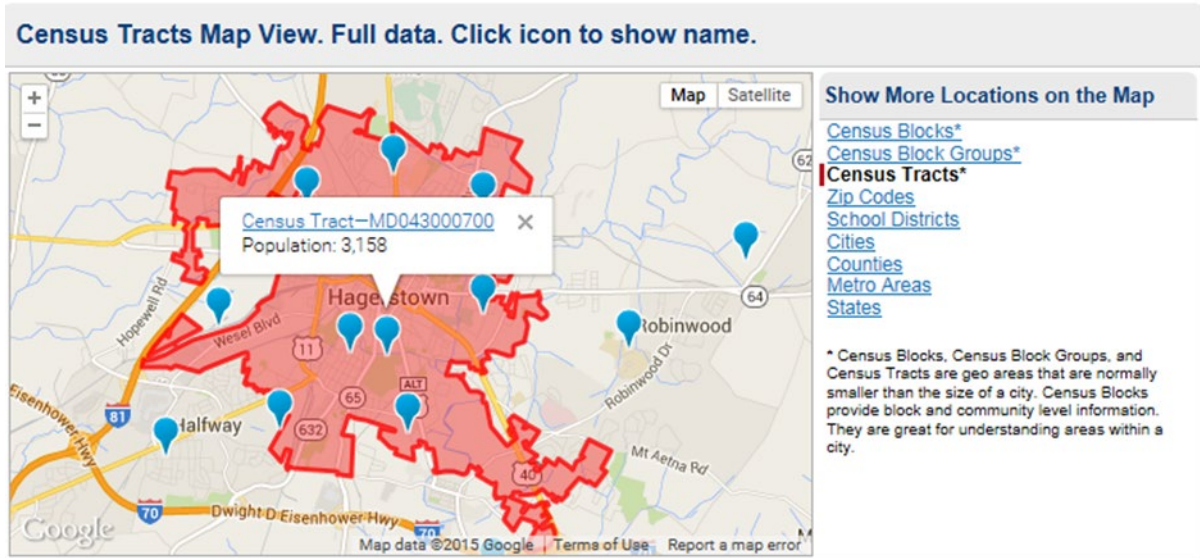 Census Tracts Map View. Full data. Click icon to show name.
+
−
Map
Satellite
62
Census Tract—MD043000700
×
Population: 3,158
Hopewell Rd
Hagerstown
64
Wesel Blvd
Robinwood
11
ALT
Robinwood Dr
65
Eisenhower Hwy
81
Halfway
632
Mt Aetna Rd
40
70
Dwight D Eisenhower Hwy
70
Google
Map data ©2015 Google
Terms of Use
Report a map error
Show More Locations on the Map
Census Blocks*
Census Block Groups*
Census Tracts*
Zip Codes
School Districts
Cities
Counties
Metro Areas
States
* Census Blocks, Census Block Groups, and
Census Tracts are geo areas that are normally
smaller than the size of a city. Census Blocks
provide block and community level information.
They are great for understanding areas within a
city.